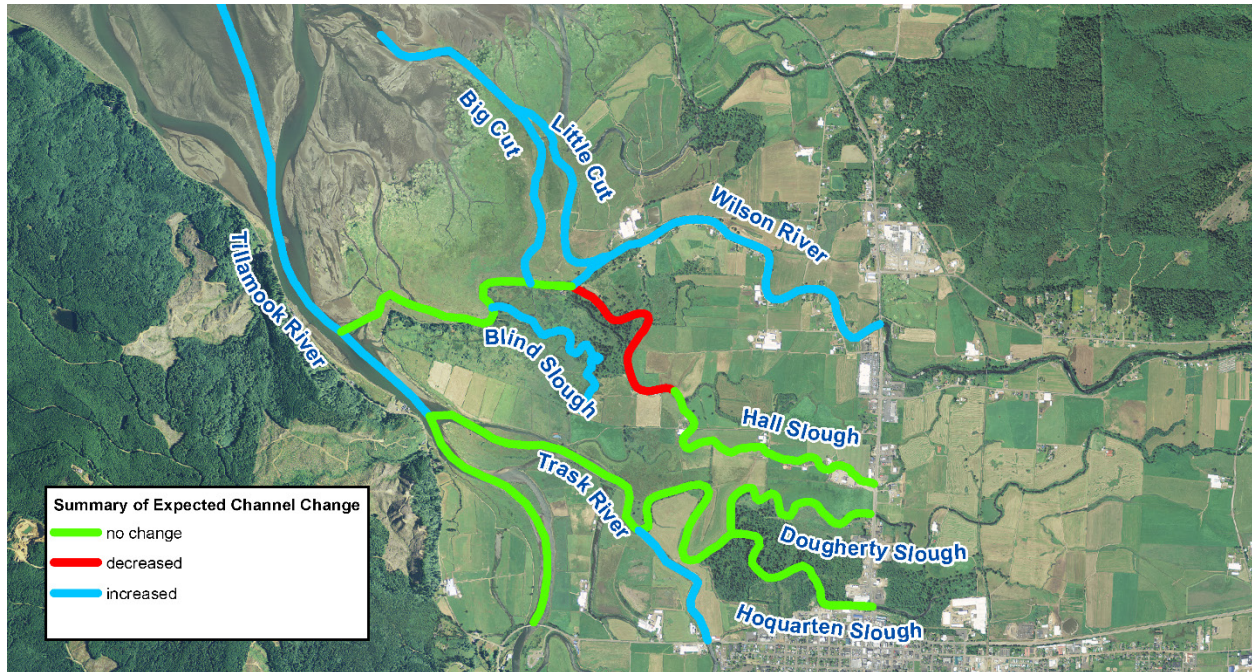 Big Cut
Little Cut
Wilson River
Tillamook River
Blind Slough
Hall Slough
Trask River
Dougherty Slough
Hoquarten Slough
Summary of Expected Channel Change
no change
decreased
increased